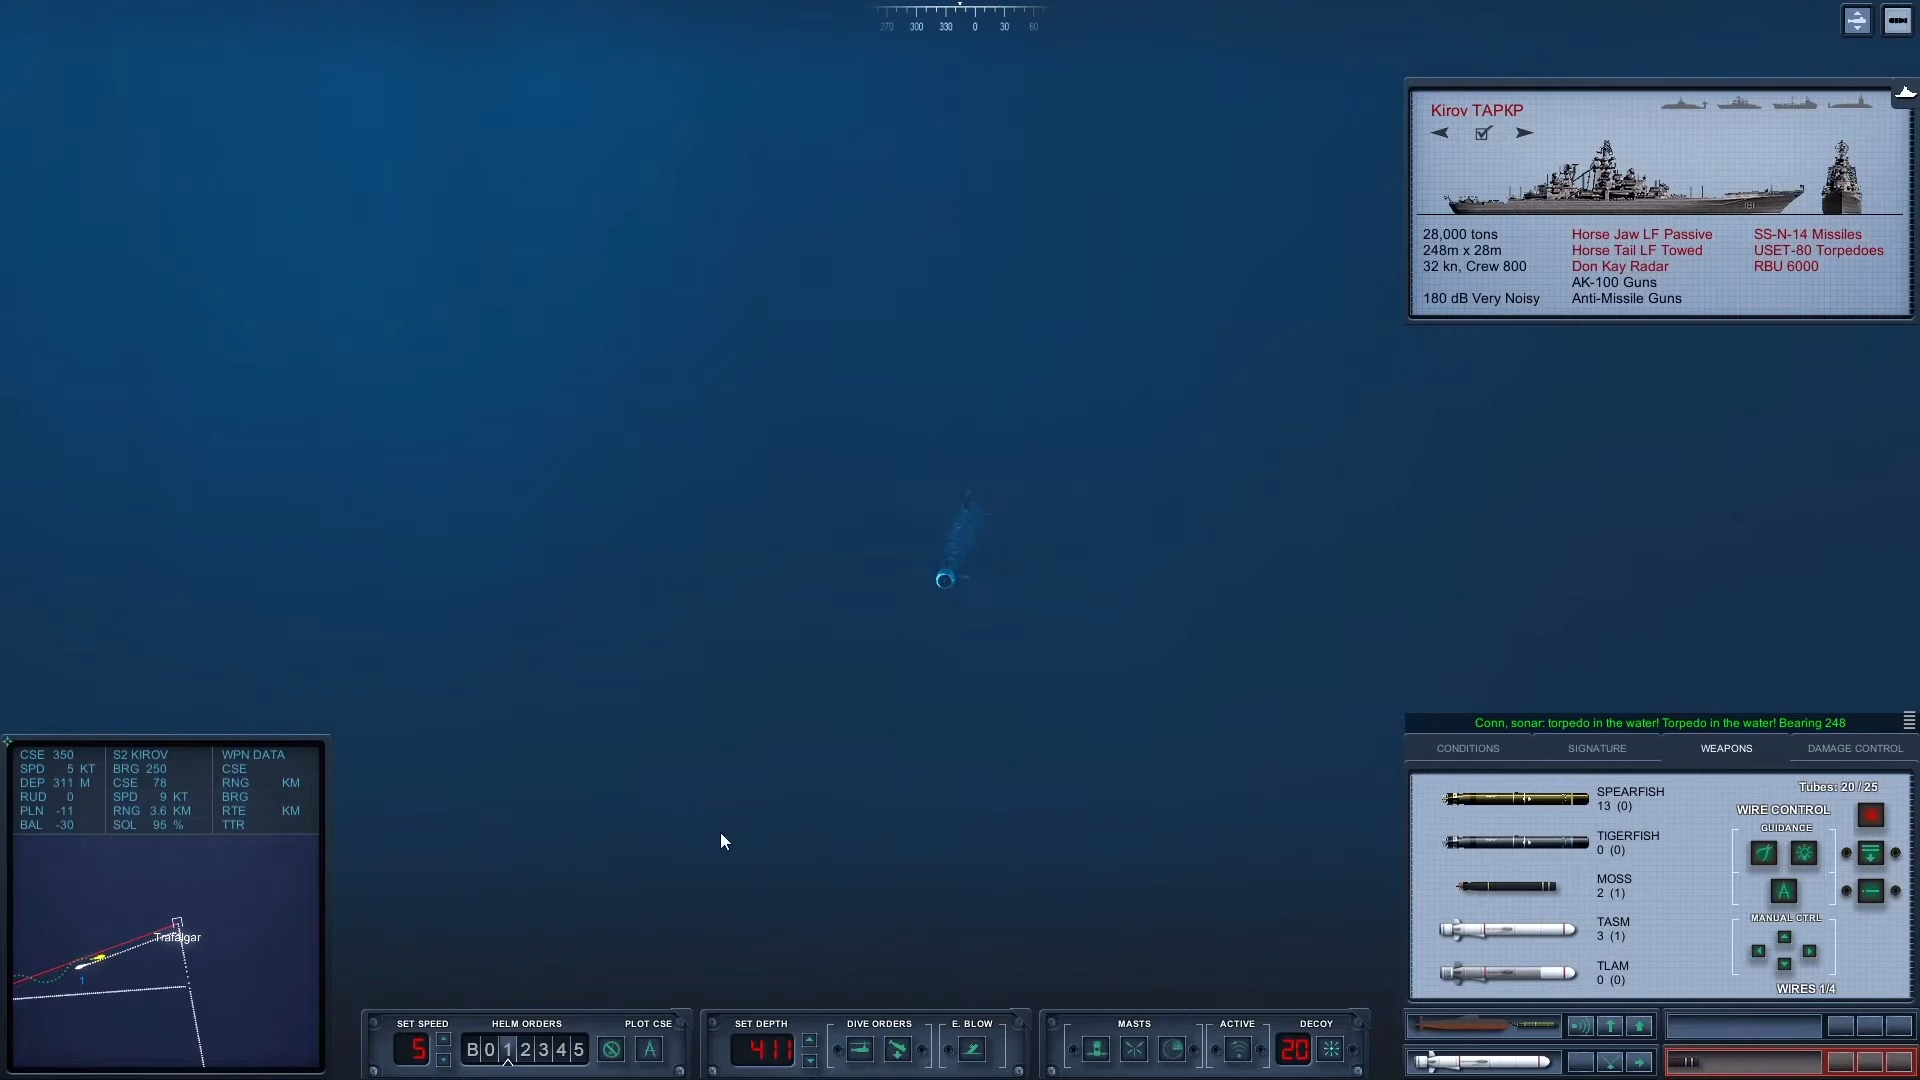 270 300 330 0 30 60
Kirov ТАРКР
28,000 tons
248m x 28m
32 kn, Crew 800
180 dB Very Noisy
Horse Jaw LF Passive
Horse Tail LF Towed
Don Kay Radar
AK-100 Guns
Anti-Missile Guns
SS-N-14 Missiles
USET-80 Torpedoes
RBU 6000
Conn, sonar: torpedo in the water! Torpedo in the water! Bearing 248
CONDITIONS SIGNATURE WEAPONS DAMAGE CONTROL
SPEARFISH
13 (0)
TIGERFISH
0 (0)
MOSS
2 (1)
TASM
3 (1)
TLAM
0 (0)
Tubes: 20 / 25
WIRE CONTROL
GUIDANCE
MANUAL CTRL
WIRES 1/4
CSE 350
SPD 5 KT
DEP 311 M
RUD 0
PLN -11
BAL -30
S2 KIROV
BRG 250
CSE 78
SPD 9 KT
RNG 3.6 KM
SOL 95 %
WPN DATA
CSE
RNG KM
BRG
RTE KM
TTR
Trafalgar
1
SET SPEED HELM ORDERS PLOT CSE
5 B 0 1 2 3 4 5
SET DEPTH DIVE ORDERS E. BLOW
411
MASTS ACTIVE DECOY
20